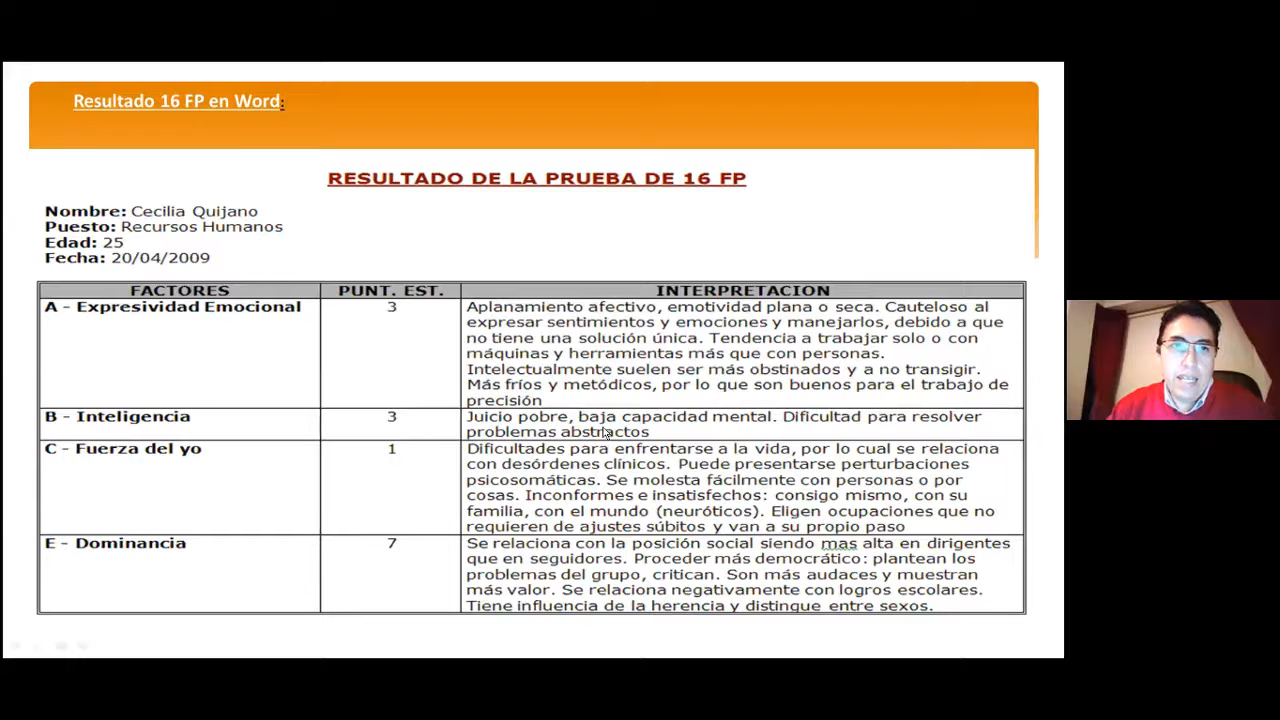 Resultado 16 FP en Word:
RESULTADO DE LA PRUEBA DE 16 FP
Nombre: Cecilia Quijano
Puesto: Recursos Humanos
Edad: 25
Fecha: 20/04/2009
FACTORES PUNT. EST. INTERPRETACION
A - Expresividad Emocional 3 Aplanamiento afectivo, emotividad plana o seca. Cauteloso al
expresar sentimientos y emociones y manejarlos, debido a que
no tiene una solución única. Tendencia a trabajar solo o con
máquinas y herramientas más que con personas.
Intelectualmente suelen ser más obstinados y a no transigir.
Más fríos y metódicos, por lo que son buenos para el trabajo de
precisión
B - Inteligencia 3 Juicio pobre, baja capacidad mental. Dificultad para resolver
problemas abstractos
C - Fuerza del yo 1 Dificultades para enfrentarse a la vida, por lo cual se relaciona
con desórdenes clínicos. Puede presentarse perturbaciones
psicosomáticas. Se molesta fácilmente con personas o por
cosas. Inconformes e insatisfechos: consigo mismo, con su
familia, con el mundo (neuróticos). Eligen ocupaciones que no
requieren de ajustes súbitos y van a su propio paso
E - Dominancia 7 Se relaciona con la posición social siendo mas alta en dirigentes
que en seguidores. Proceder más democrático: plantean los
problemas del grupo, critican. Son más audaces y muestran
más valor. Se relaciona negativamente con logros escolares.
Tiene influencia de la herencia y distingue entre sexos.